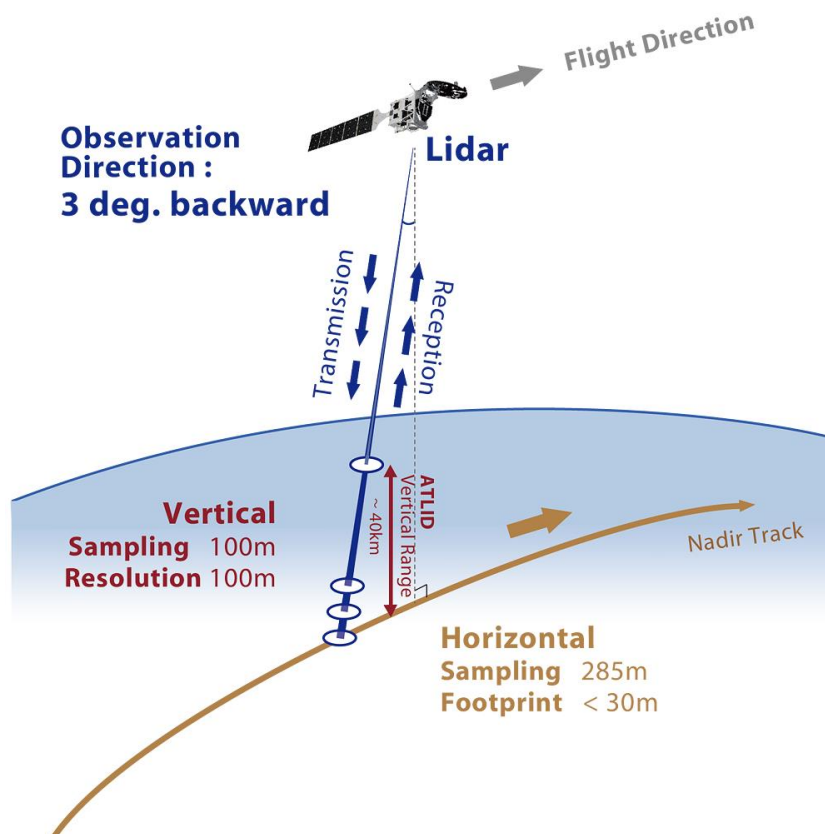 Flight Direction
Observation
Direction :
3 deg. backward
Lidar
Transmission
Reception
ATLID
Vertical Range
~ 40km
Vertical
Sampling 100m
Resolution 100m
Nadir Track
Horizontal
Sampling 285m
Footprint < 30m